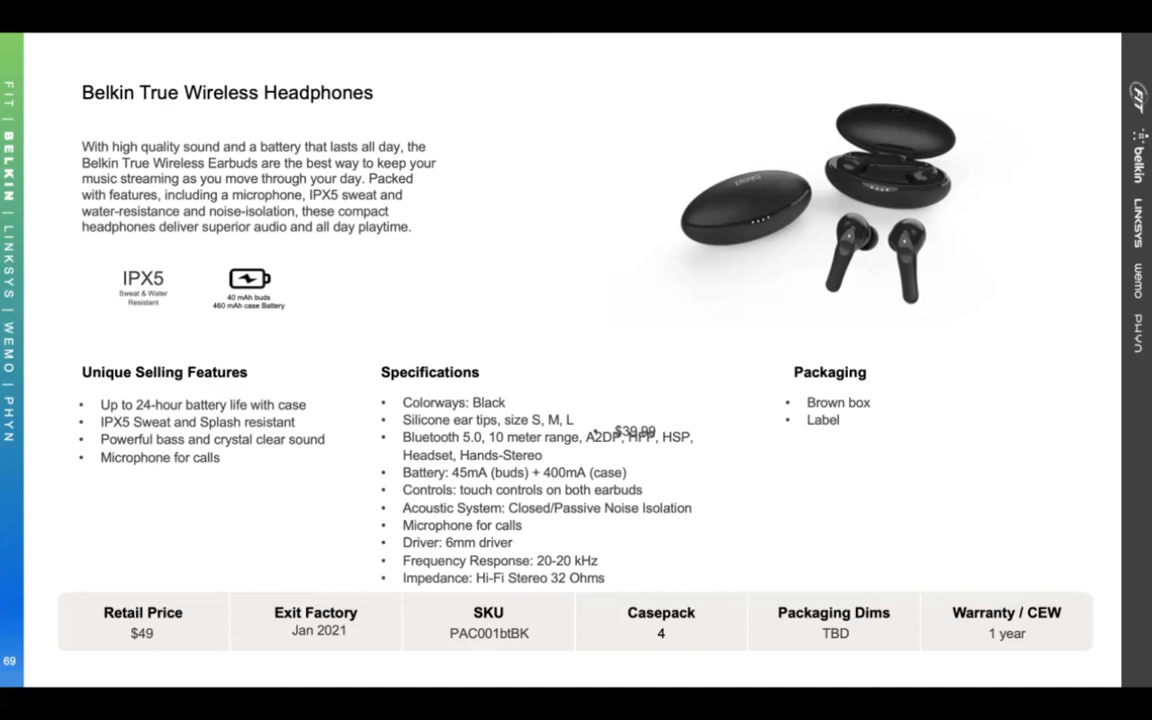 FIT | BELKIN | LINKSYS | WEMO | PHYN
Belkin True Wireless Headphones
With high quality sound and a battery that lasts all day, the
Belkin True Wireless Earbuds are the best way to keep your
music streaming as you move through your day. Packed
with features, including a microphone, IPX5 sweat and
water-resistance and noise-isolation, these compact
headphones deliver superior audio and all day playtime.
IPX5
Sweat & Water
Resistant
40 mAh buds
460 mAh case Battery
Unique Selling Features
• Up to 24-hour battery life with case
• IPX5 Sweat and Splash resistant
• Powerful bass and crystal clear sound
• Microphone for calls
Specifications
• Colorways: Black
• Silicone ear tips, size S, M, L
• $39.99
• Bluetooth 5.0, 10 meter range, A2DP, HFP, HSP,
Headset, Hands-Stereo
• Battery: 45mA (buds) + 400mA (case)
• Controls: touch controls on both earbuds
• Acoustic System: Closed/Passive Noise Isolation
• Microphone for calls
• Driver: 6mm driver
• Frequency Response: 20-20 kHz
• Impedance: Hi-Fi Stereo 32 Ohms
Packaging
• Brown box
• Label
Retail Price
$49
Exit Factory
Jan 2021
SKU
PAC001btBK
Casepack
4
Packaging Dims
TBD
Warranty / CEW
1 year
69
FIT
belkin
LINKSYS
wemo
PHYN